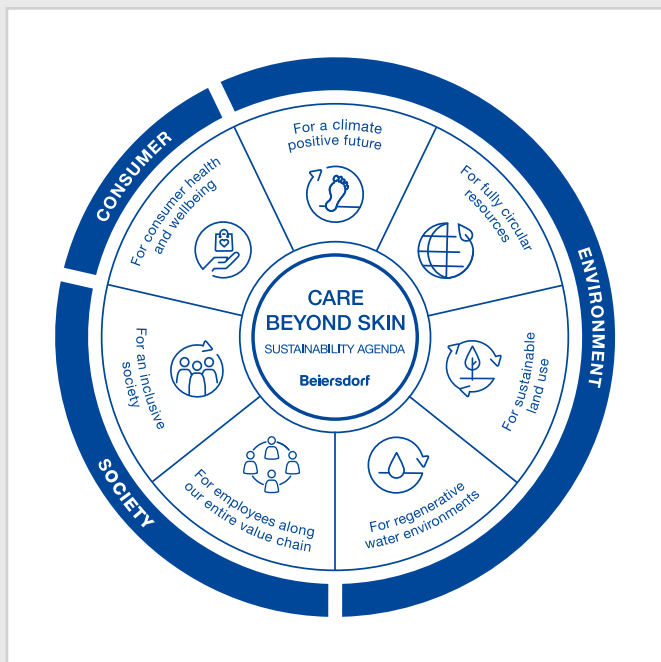 CARE
BEYOND SKIN
SUSTAINABILITY AGENDA
Beiersdorf
CONSUMER
For consumer health
and wellbeing
ENVIRONMENT
For a climate
positive future
For fully circular
resources
For sustainable
land use
For regenerative
water environments
SOCIETY
For employees along
our entire value chain
For an inclusive
society